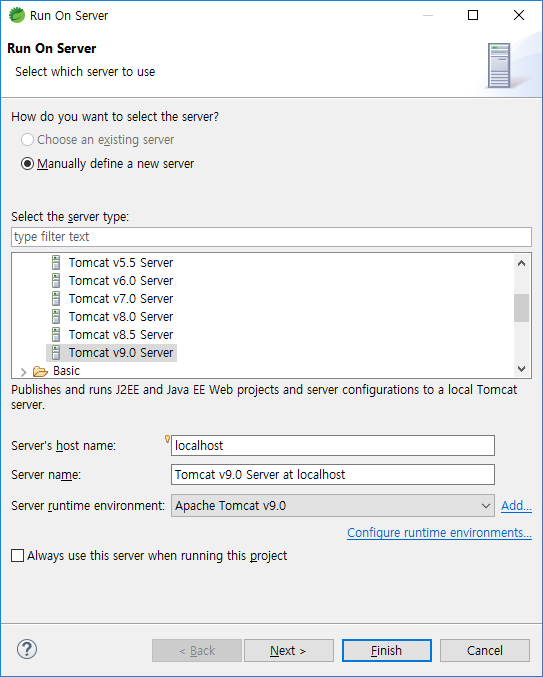 Run On Server
Run On Server
Select which server to use
How do you want to select the server?
Choose an existing server
Manually define a new server
Select the server type:
type filter text
Tomcat v5.5 Server
Tomcat v6.0 Server
Tomcat v7.0 Server
Tomcat v8.0 Server
Tomcat v8.5 Server
Tomcat v9.0 Server
Basic
Publishes and runs J2EE and Java EE Web projects and server configurations to a local Tomcat
server.
Server's host name: localhost
Server name: Tomcat v9.0 Server at localhost
Server runtime environment: Apache Tomcat v9.0 Add...
Configure runtime environments...
Always use this server when running this project
? < Back Next > Finish Cancel